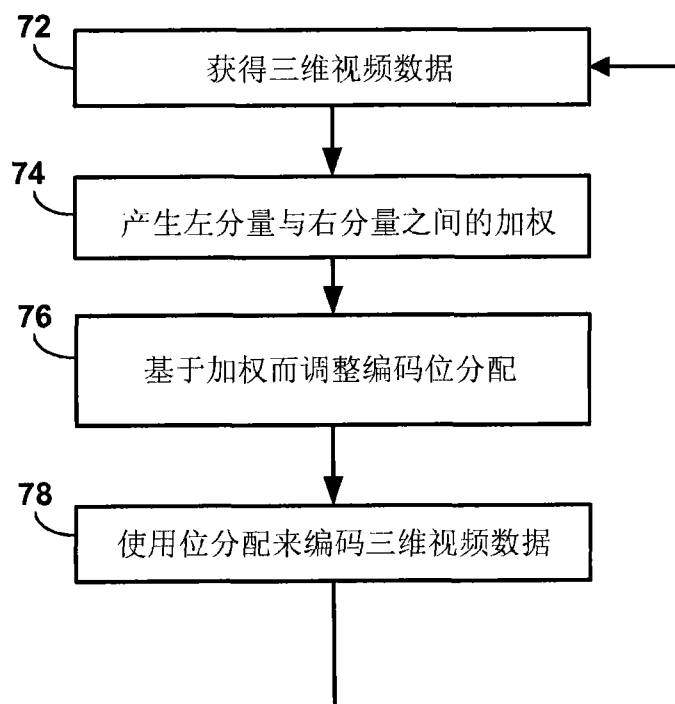 72
获得三维视频数据
74
产生左分量与右分量之间的加权
76
基于加权而调整编码位分配
78
使用位分配来编码三维视频数据